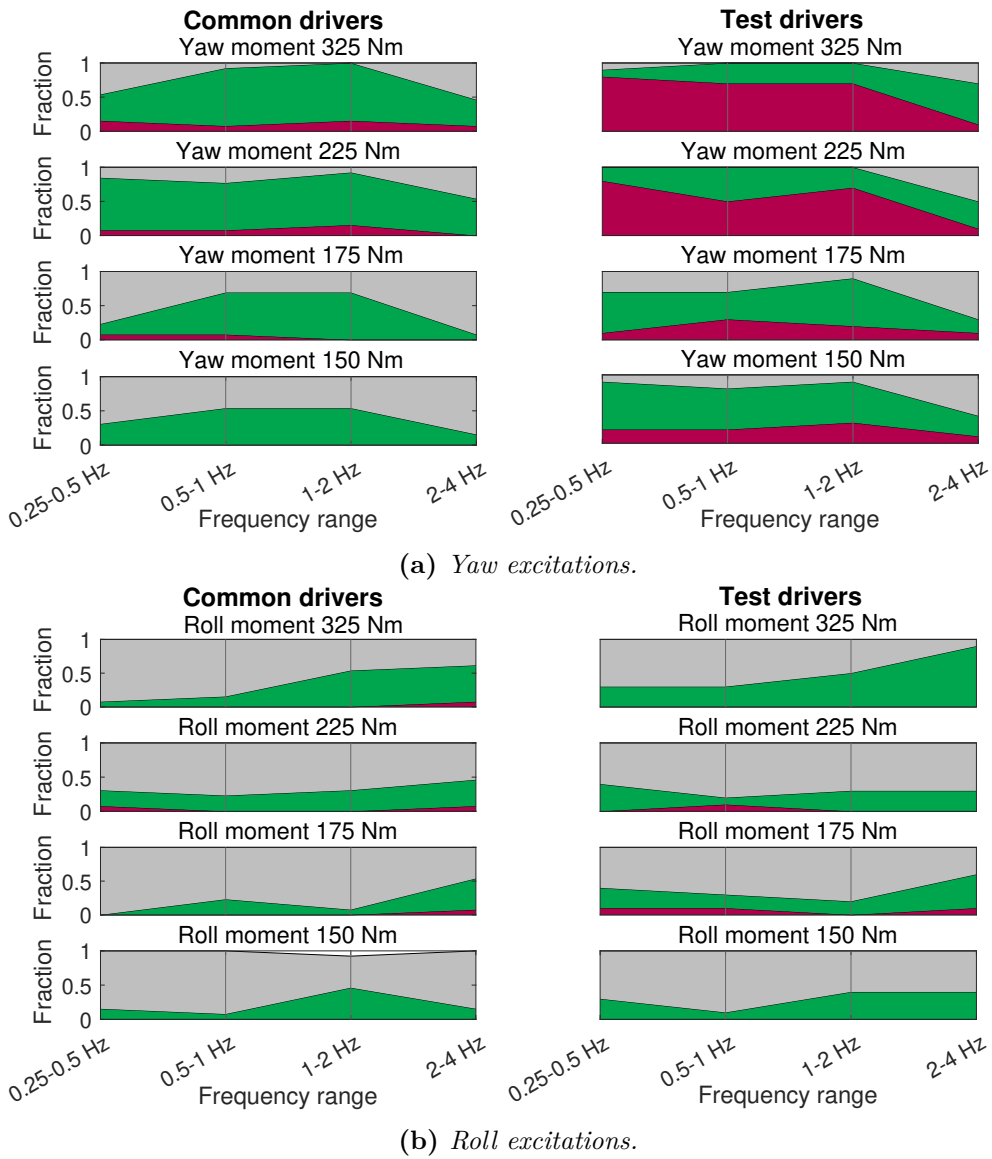 Common drivers
Test drivers
Yaw moment 325 Nm
Yaw moment 325 Nm
1
0.5
0
Fraction
Yaw moment 225 Nm
Yaw moment 225 Nm
1
0.5
0
Fraction
Yaw moment 175 Nm
Yaw moment 175 Nm
1
0.5
0
Fraction
Yaw moment 150 Nm
Yaw moment 150 Nm
1
0.5
0
Fraction
0.25-0.5 Hz
0.5-1 Hz
1-2 Hz
2-4 Hz
0.25-0.5 Hz
0.5-1 Hz
1-2 Hz
2-4 Hz
Frequency range
Frequency range
(a) Yaw excitations.
Common drivers
Test drivers
Roll moment 325 Nm
Roll moment 325 Nm
1
0.5
0
Fraction
Roll moment 225 Nm
Roll moment 225 Nm
1
0.5
0
Fraction
Roll moment 175 Nm
Roll moment 175 Nm
1
0.5
0
Fraction
Roll moment 150 Nm
Roll moment 150 Nm
1
0.5
0
Fraction
0.25-0.5 Hz
0.5-1 Hz
1-2 Hz
2-4 Hz
0.25-0.5 Hz
0.5-1 Hz
1-2 Hz
2-4 Hz
Frequency range
Frequency range
(b) Roll excitations.